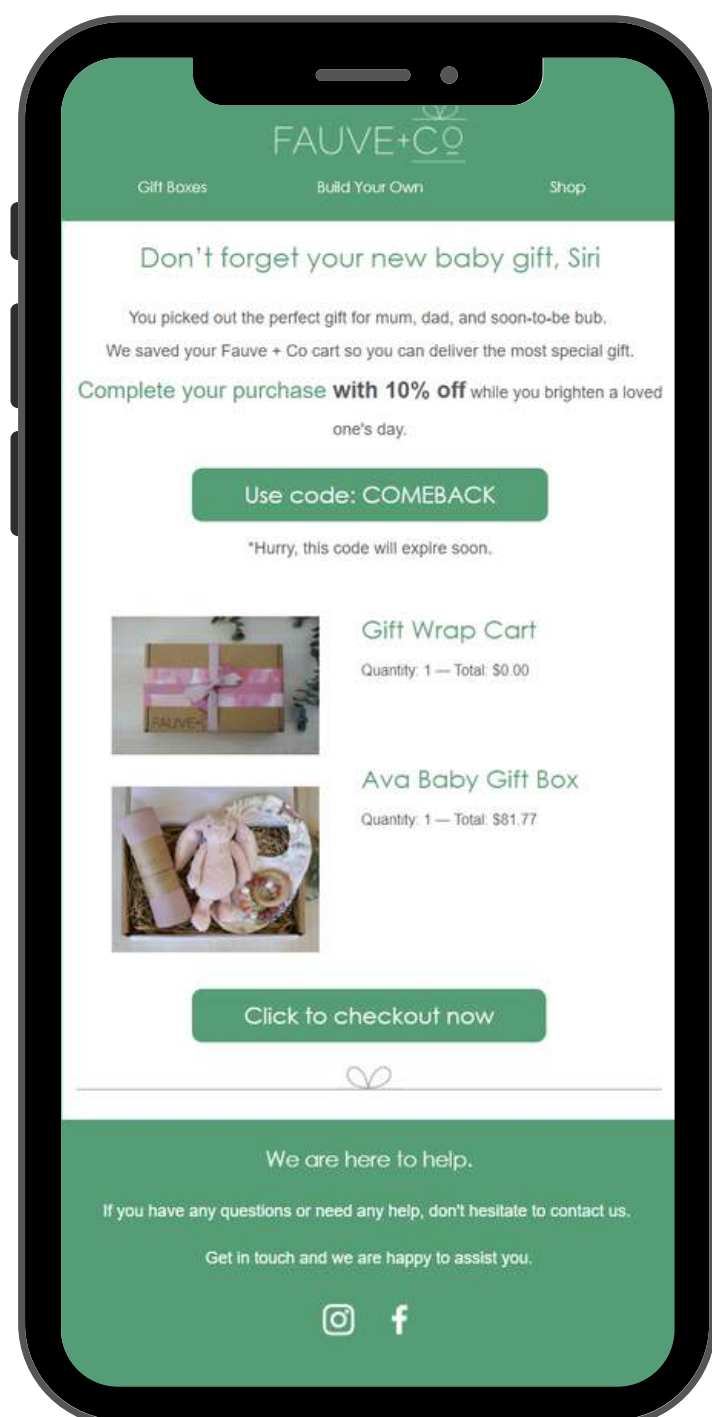 FAUVE+CO
Gift Boxes Build Your Own Shop
Don't forget your new baby gift, Siri
You picked out the perfect gift for mum, dad, and soon-to-be bub.
We saved your Fauve + Co cart so you can deliver the most special gift.
Complete your purchase with 10% off while you brighten a loved
one's day.
Use code: COMEBACK
*Hurry, this code will expire soon.
Gift Wrap Cart
Quantity: 1 — Total: $0.00
FAUVE+C
Ava Baby Gift Box
Quantity: 1 — Total: $81.77
Click to checkout now
We are here to help.
If you have any questions or need any help, don't hesitate to contact us.
Get in touch and we are happy to assist you.